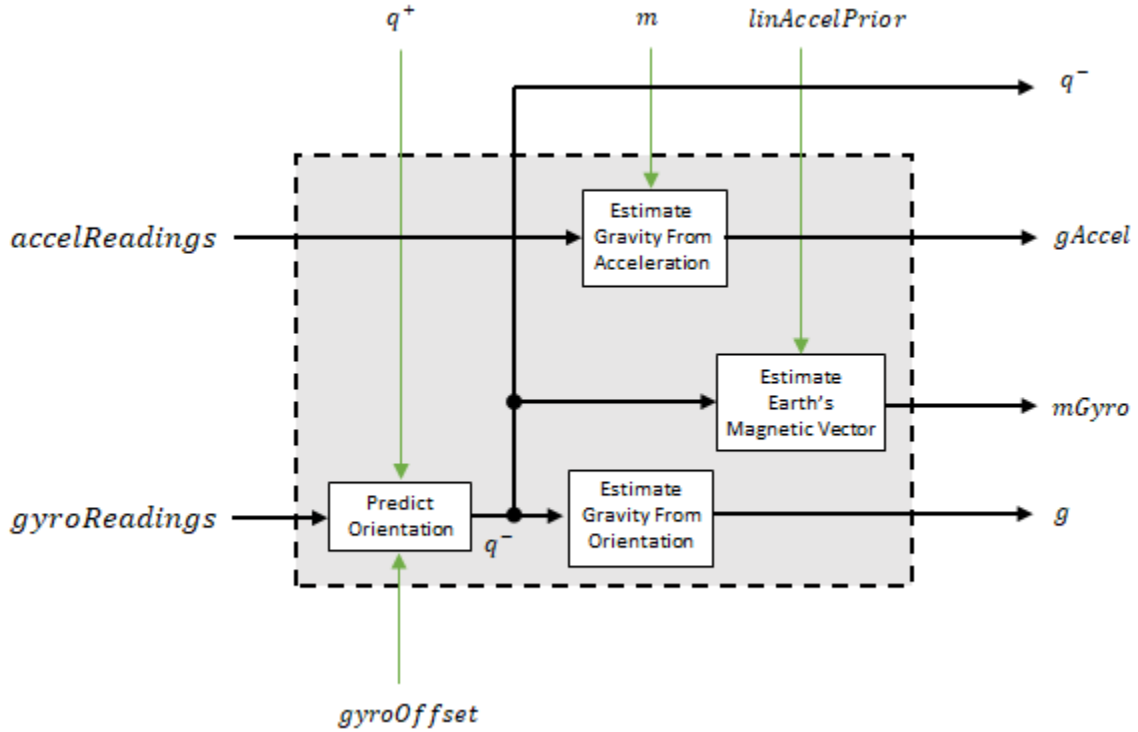 q⁺
m
linAccelPrior
q⁻
accelReadings
Estimate
Gravity From
Acceleration
gAccel
Estimate
Earth's
Magnetic Vector
mGyro
gyroReadings
Predict
Orientation
q⁻
Estimate
Gravity From
Orientation
g
gyroOffset